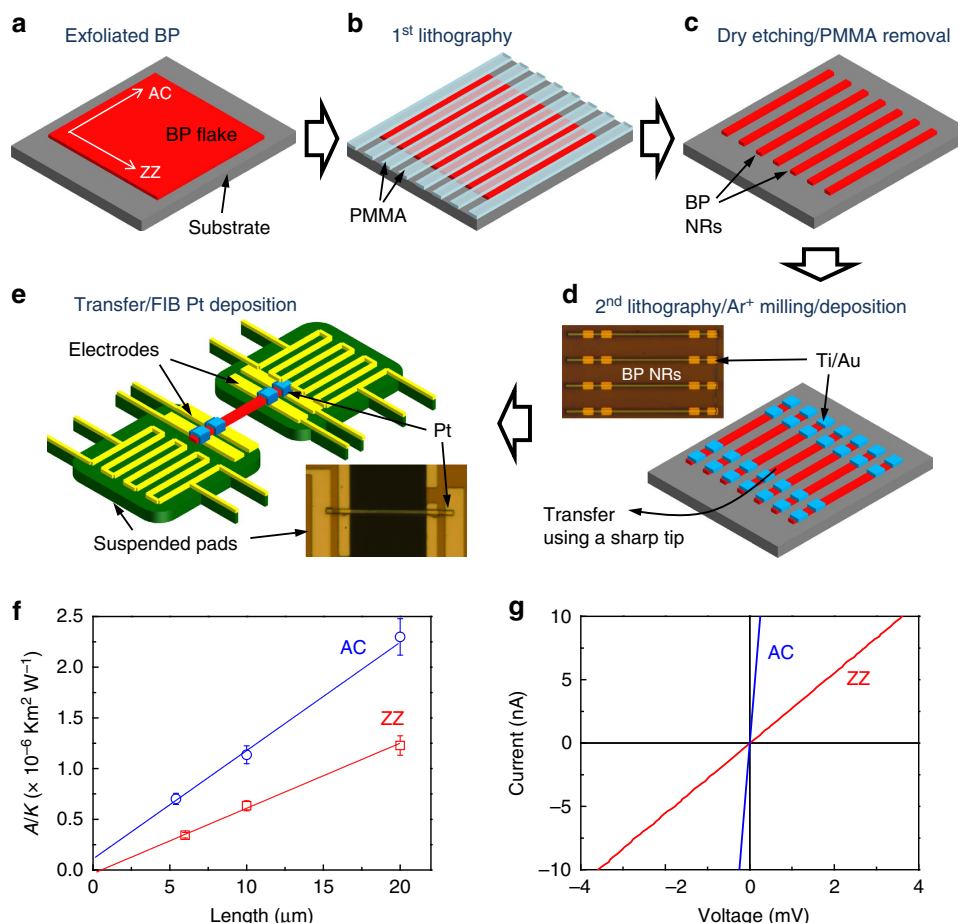 a
Exfoliated BP
AC
BP flake
ZZ
Substrate
b
1st lithography
PMMA
c
Dry etching/PMMA removal
BP
NRs
d
2nd lithography/Ar⁺ milling/deposition
BP NRs
Ti/Au
Transfer
using a sharp tip
e
Transfer/FIB Pt deposition
Electrodes
Pt
Suspended pads
f
A/K (× 10⁻⁶ Km² W⁻¹)
2.5
2.0
1.5
1.25
0.5
0.0
AC
ZZ
0
5
10
15
20
Length (μm)
g
Current (nA)
10
5
0
−5
−10
AC
ZZ
−4
−2
0
2
4
Voltage (mV)